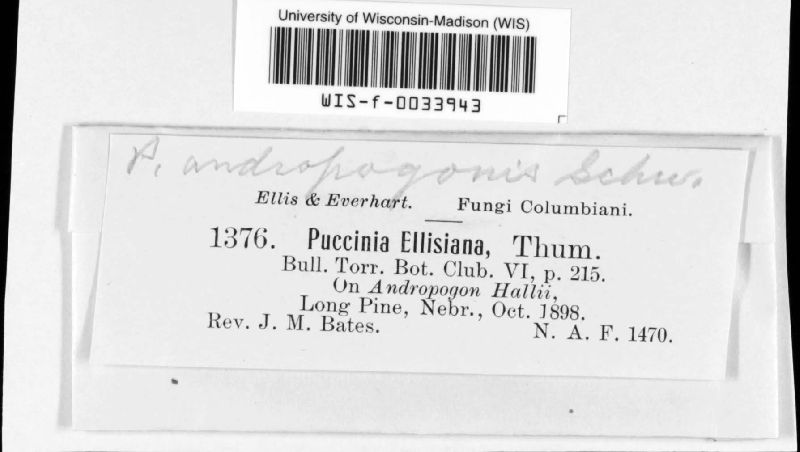 University of Wisconsin-Madison (WIS)
WIS-f-0033943
P. andropogonis Schw.
Ellis & Everhart. Fungi Columbiani.
1376. Puccinia Ellisiana, Thum.
Bull. Torr. Bot. Club. VI, p. 215.
On Andropogon Hallii,
Long Pine, Nebr., Oct. 1898.
Rev. J. M. Bates. N. A. F. 1470.